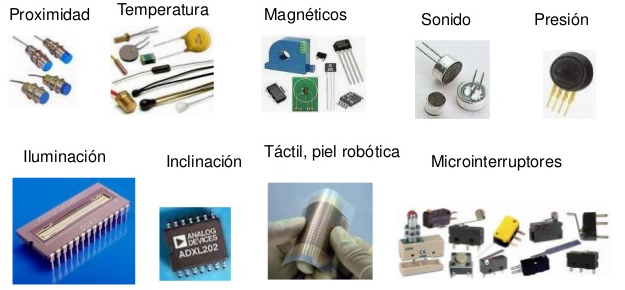 Proximidad
Temperatura
Magnéticos
Sonido
Presión
Iluminación
Inclinación
Táctil, piel robótica
Microinterruptores
ANALOG
DEVICES
ADXL202